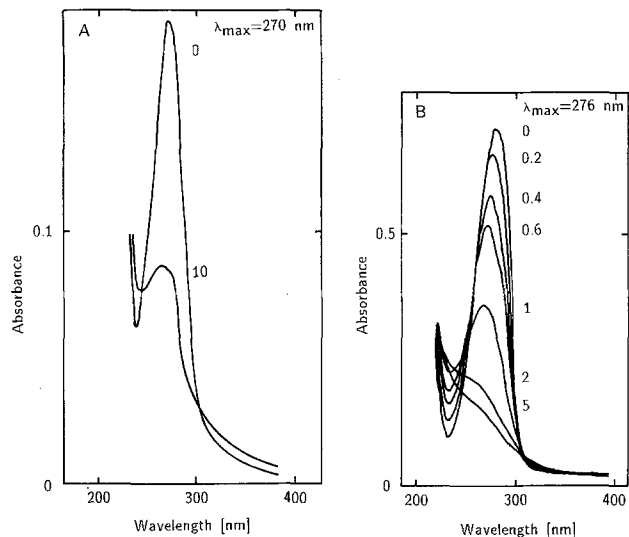 A
λmax=270 nm
0
10
0.1
0
Absorbance
200
300
400
Wavelength [nm]
B
λmax=276 nm
0
0.2
0.4
0.6
1
2
5
0.5
0
Absorbance
200
300
400
Wavelength [nm]